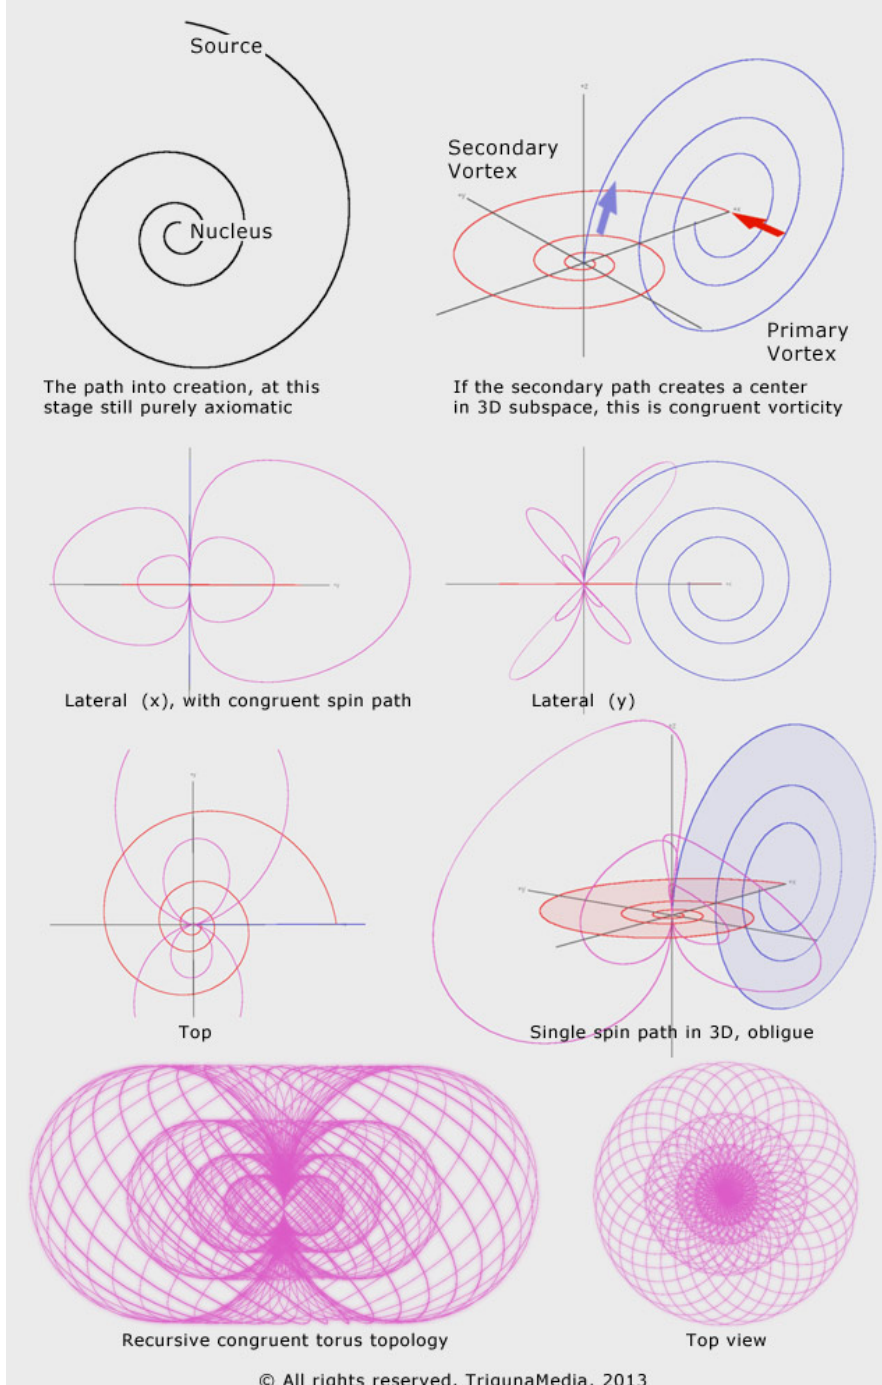 Source
Nucleus
The path into creation, at this
stage still purely axiomatic
+Z
Secondary
Vortex
+Y
+X
Primary
Vortex
If the secondary path creates a center
in 3D subspace, this is congruent vorticity
Lateral (x), with congruent spin path
Lateral (y)
Top
Single spin path in 3D, obligue
Recursive congruent torus topology
Top view
© All rights reserved, TrigunaMedia, 2013